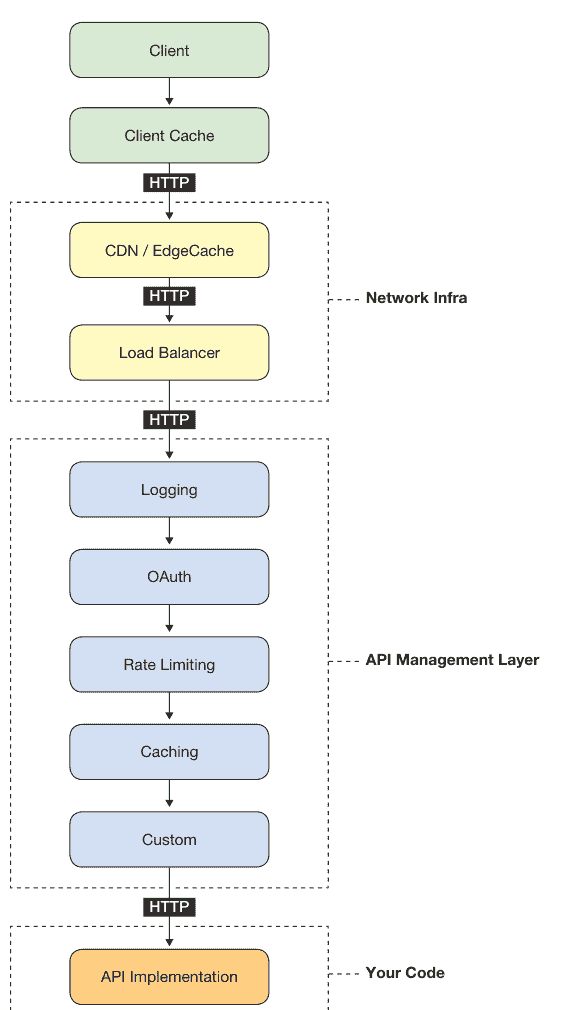 Client
Client Cache
HTTP
CDN / EdgeCache
HTTP
Network Infra
Load Balancer
HTTP
Logging
OAuth
Rate Limiting
API Management Layer
Caching
Custom
HTTP
API Implementation
Your Code